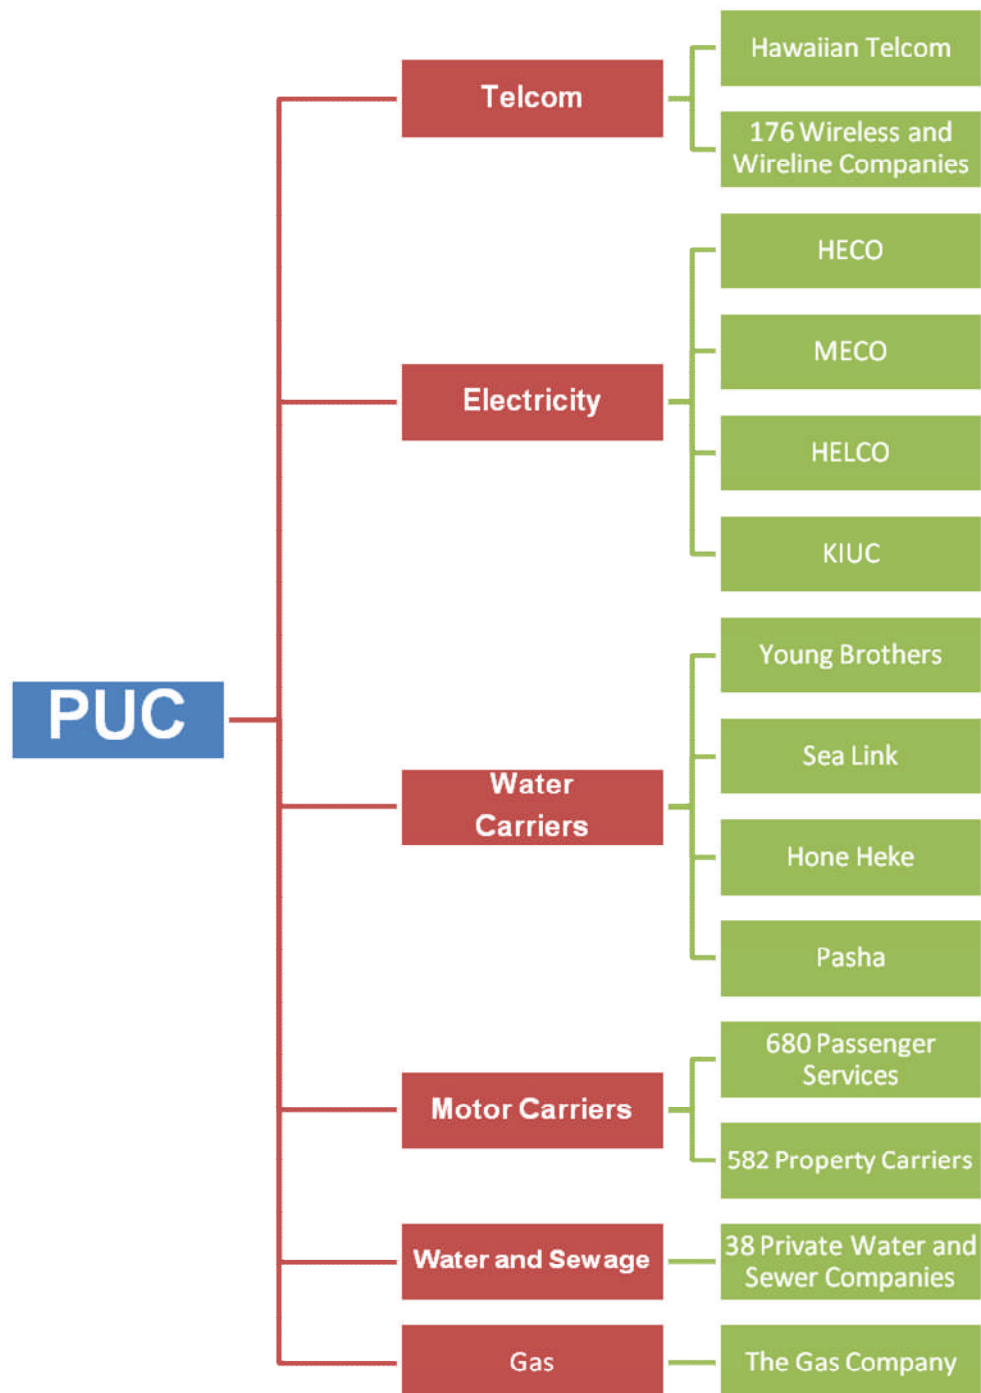 Hawaiian Telcom
Telcom
176 Wireless and
Wireline Companies
HECO
MECO
Electricity
HELCO
KIUC
Young Brothers
PUC
Sea Link
Water
Carriers
Hone Heke
Pasha
680 Passenger
Services
Motor Carriers
582 Property Carriers
Water and Sewage
38 Private Water and
Sewer Companies
Gas
The Gas Company